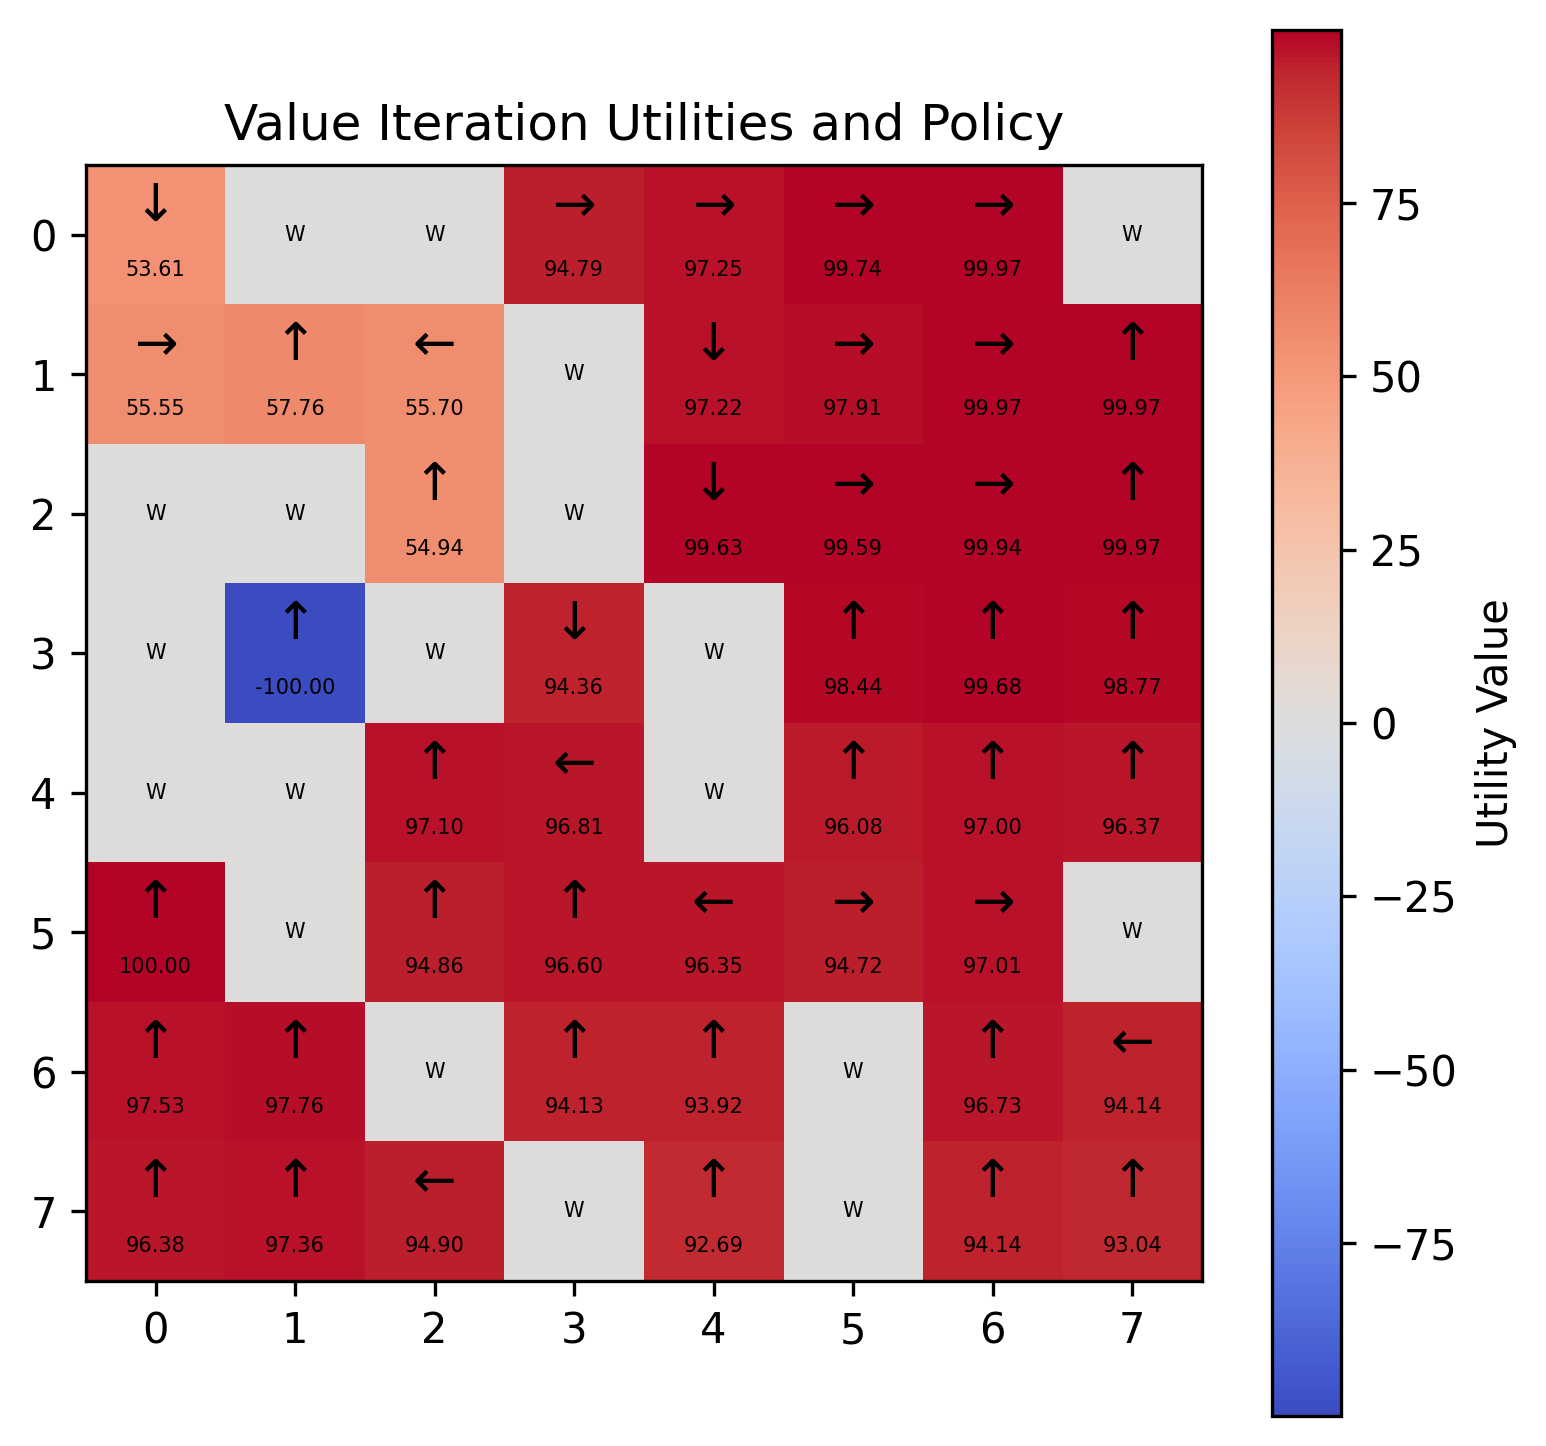 Value Iteration Utilities and Policy
0 ↓ W W → → → → W
53.61 94.79 97.25 99.74 99.97
1 → ↑ ← W ↓ → → ↑
55.55 57.76 55.70 97.22 97.91 99.97 99.97
2 W W ↑ W ↓ → → ↑
54.94 99.63 99.59 99.94 99.97
3 W ↑ W ↓ W ↑ ↑ ↑
-100.00 94.36 98.44 99.68 98.77
4 W W ↑ ← W ↑ ↑ ↑
97.10 96.81 96.08 97.00 96.37
5 ↑ W ↑ ↑ ← → → W
100.00 94.86 96.60 96.35 94.72 97.01
6 ↑ ↑ W ↑ ↑ W ↑ ←
97.53 97.76 94.13 93.92 96.73 94.14
7 ↑ ↑ ← W ↑ W ↑ ↑
96.38 97.36 94.90 92.69 94.14 93.04
0 1 2 3 4 5 6 7
75
50
25
0
−25
−50
−75
Utility Value